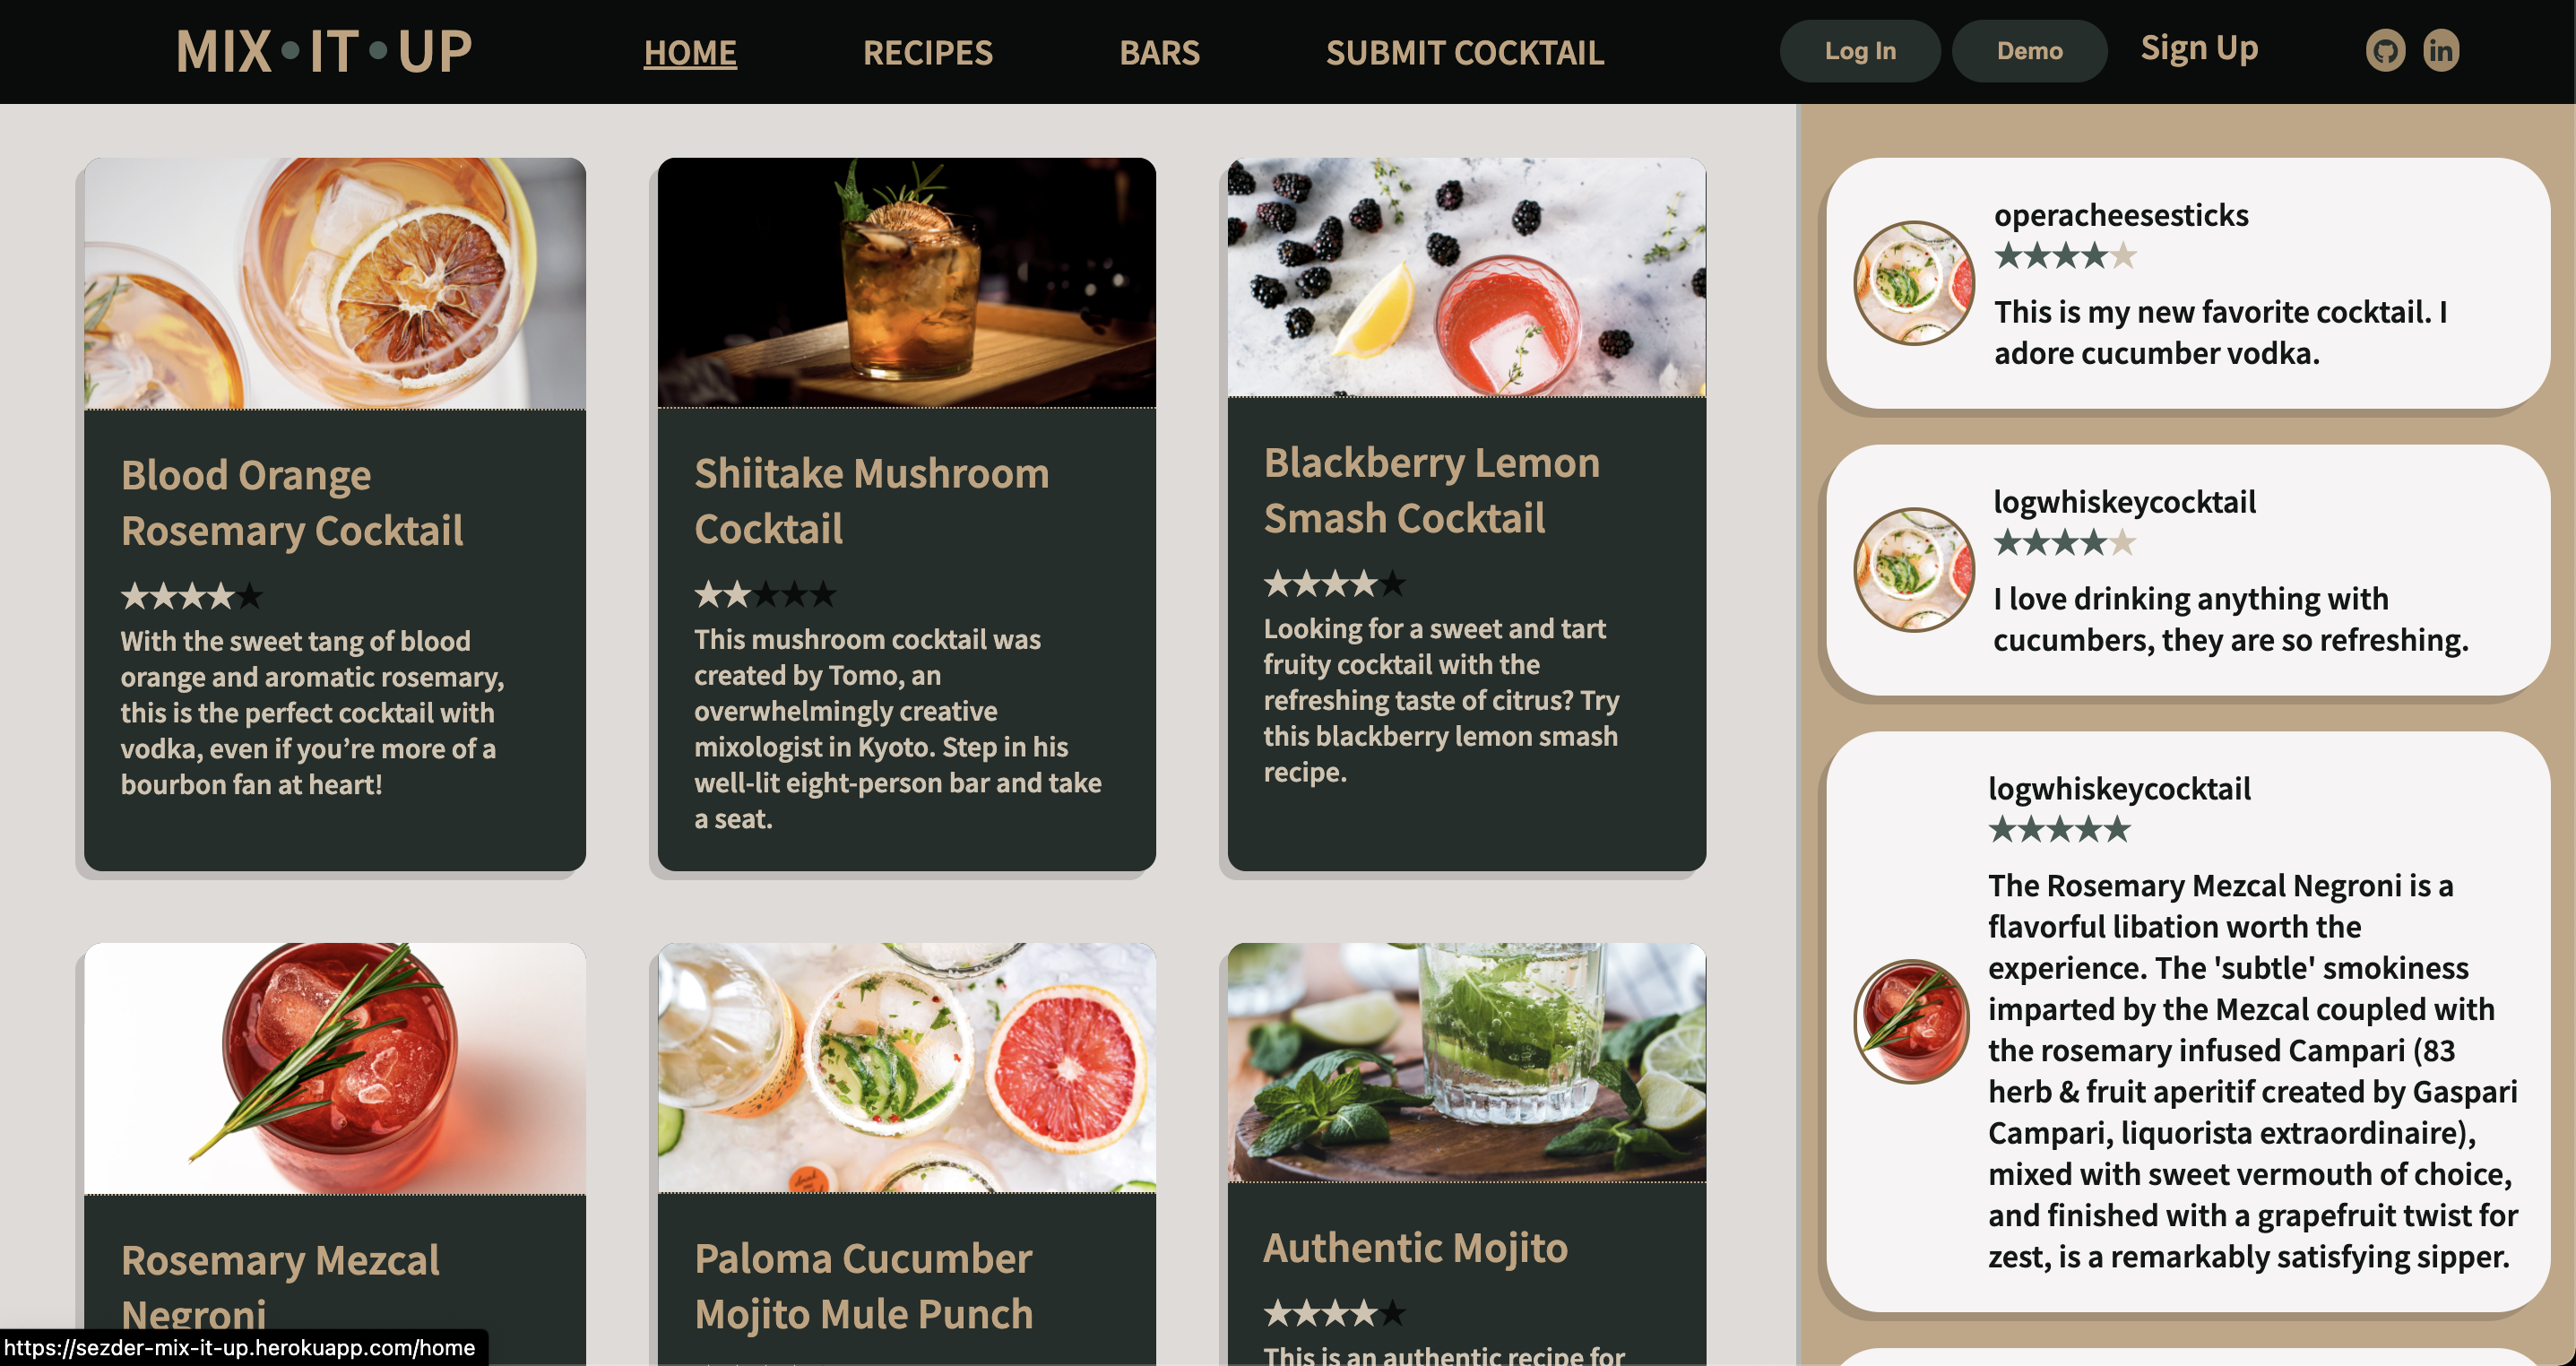 MIX•IT•UP
HOME
RECIPES
BARS
SUBMIT COCKTAIL
Log In
Demo
Sign Up
in
Blood Orange
Rosemary Cocktail
★★★★★
With the sweet tang of blood
orange and aromatic rosemary,
this is the perfect cocktail with
vodka, even if you’re more of a
bourbon fan at heart!
Shiitake Mushroom
Cocktail
★★★★★
This mushroom cocktail was
created by Tomo, an
overwhelmingly creative
mixologist in Kyoto. Step in his
well-lit eight-person bar and take
a seat.
Blackberry Lemon
Smash Cocktail
★★★★★
Looking for a sweet and tart
fruity cocktail with the
refreshing taste of citrus? Try
this blackberry lemon smash
recipe.
Rosemary Mezcal
Negroni
Paloma Cucumber
Mojito Mule Punch
Authentic Mojito
★★★★★
This is an authentic recipe for
operacheesesticks
★★★★★
This is my new favorite cocktail. I
adore cucumber vodka.
logwhiskeycocktail
★★★★★
I love drinking anything with
cucumbers, they are so refreshing.
logwhiskeycocktail
★★★★★
The Rosemary Mezcal Negroni is a
flavorful libation worth the
experience. The 'subtle' smokiness
imparted by the Mezcal coupled with
the rosemary infused Campari (83
herb & fruit aperitif created by Gaspari
Campari, liquorista extraordinaire),
mixed with sweet vermouth of choice,
and finished with a grapefruit twist for
zest, is a remarkably satisfying sipper.
https://sezder-mix-it-up.herokuapp.com/home